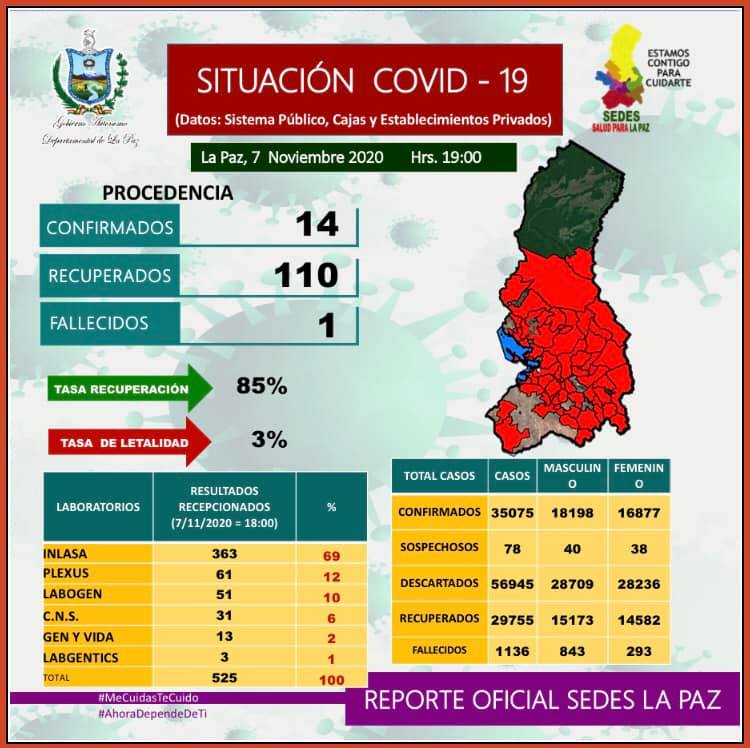 Gobierno Autónomo
Departamental de La Paz
SITUACIÓN COVID - 19
(Datos: Sistema Público, Cajas y Establecimientos Privados)
ESTAMOS
CONTIGO
PARA
CUIDARTE
SEDES
SALUD PARA LA PAZ
La Paz, 7 Noviembre 2020 Hrs. 19:00
PROCEDENCIA
CONFIRMADOS 14
RECUPERADOS 110
FALLECIDOS 1
TASA RECUPERACIÓN 85%
TASA DE LETALIDAD 3%
LABORATORIOS RESULTADOS RECEPCIONADOS (7/11/2020 = 18:00) %
INLASA 363 69
PLEXUS 61 12
LABOGEN 51 10
C.N.S. 31 6
GEN Y VIDA 13 2
LABGENTICS 3 1
TOTAL 525 100
TOTAL CASOS CASOS MASCULINO FEMENINO
CONFIRMADOS 35075 18198 16877
SOSPECHOSOS 78 40 38
DESCARTADOS 56945 28709 28236
RECUPERADOS 29755 15173 14582
FALLECIDOS 1136 843 293
#MeCuidasTeCuido
#AhoraDependeDeTi
REPORTE OFICIAL SEDES LA PAZ